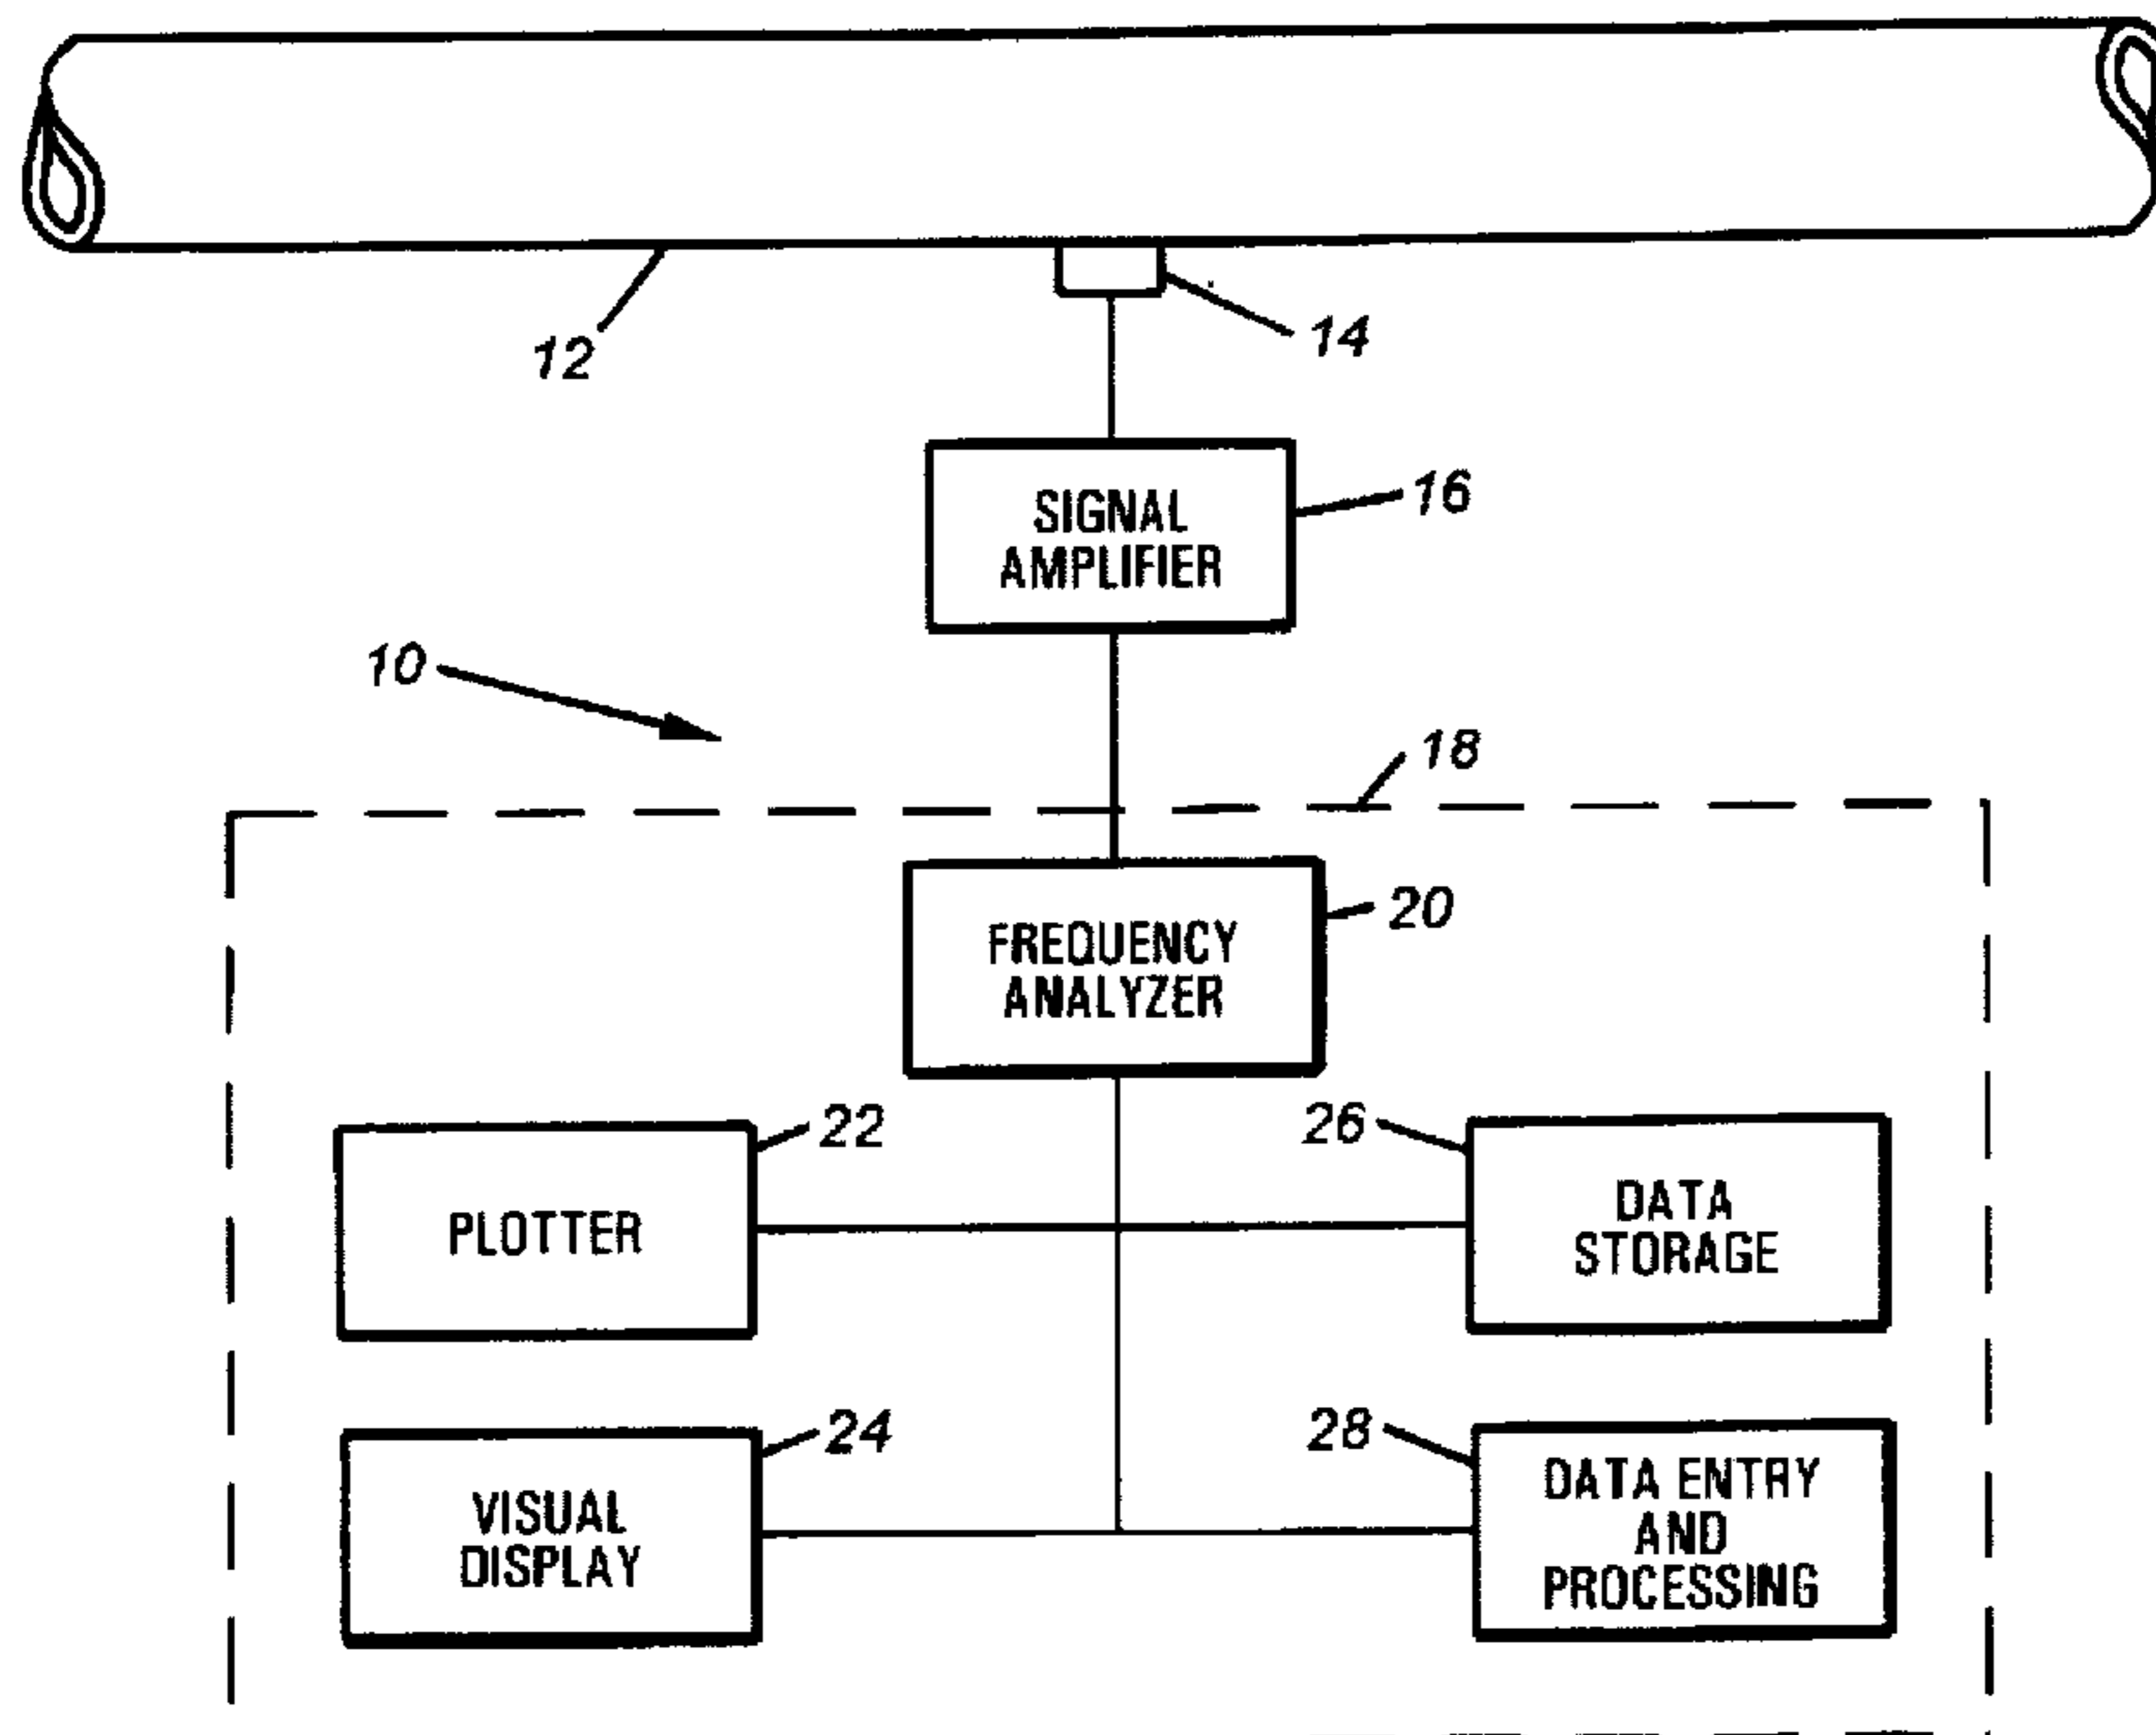 12
14
SIGNAL
AMPLIFIER
16
10
18
FREQUENCY
ANALYZER
20
22
PLOTTER
26
DATA
STORAGE
24
VISUAL
DISPLAY
28
DATA ENTRY
AND
PROCESSING